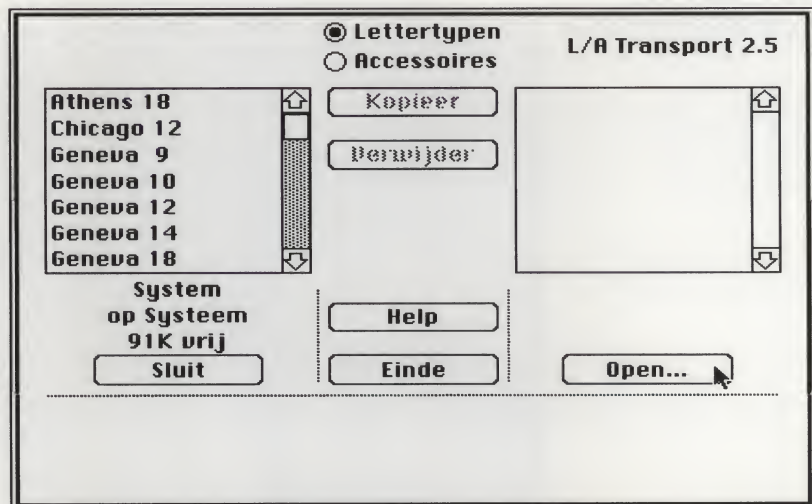 Lettertypen
Accessoires
L/A Transport 2.5
Athens 18
Chicago 12
Geneva 9
Geneva 10
Geneva 12
Geneva 14
Geneva 18
Kopieer
Verwijder
System
op Systeem
91K vrij
Sluit
Help
Einde
Open...